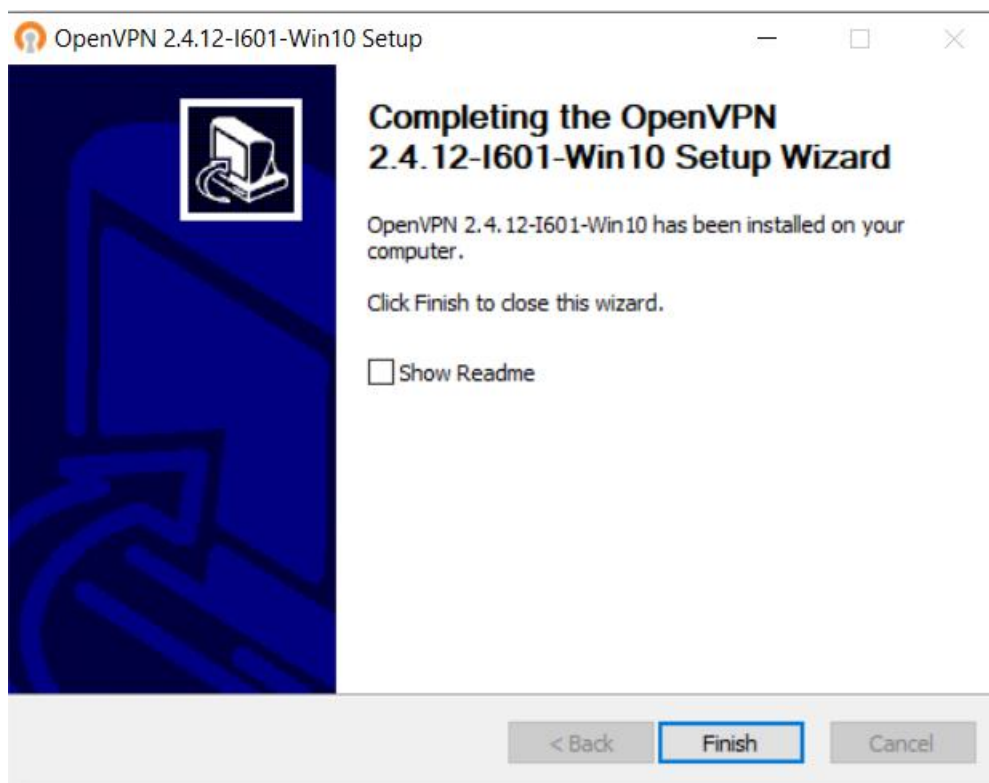 OpenVPN 2.4.12-I601-Win10 Setup
Completing the OpenVPN
2.4.12-I601-Win10 Setup Wizard
OpenVPN 2.4.12-I601-Win10 has been installed on your
computer.
Click Finish to close this wizard.
Show Readme
< Back
Finish
Cancel